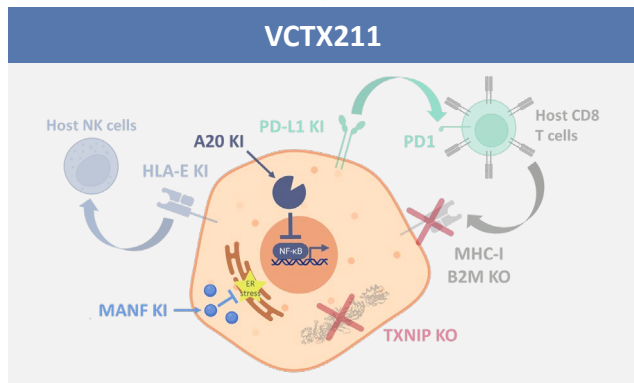 VCTX211
Host NK cells
A20 KI
PD-L1 KI
PD1
Host CD8
T cells
HLA-E KI
NF-κB
MHC-I
B2M KO
ER
stress
MANF KI
TXNIP KO